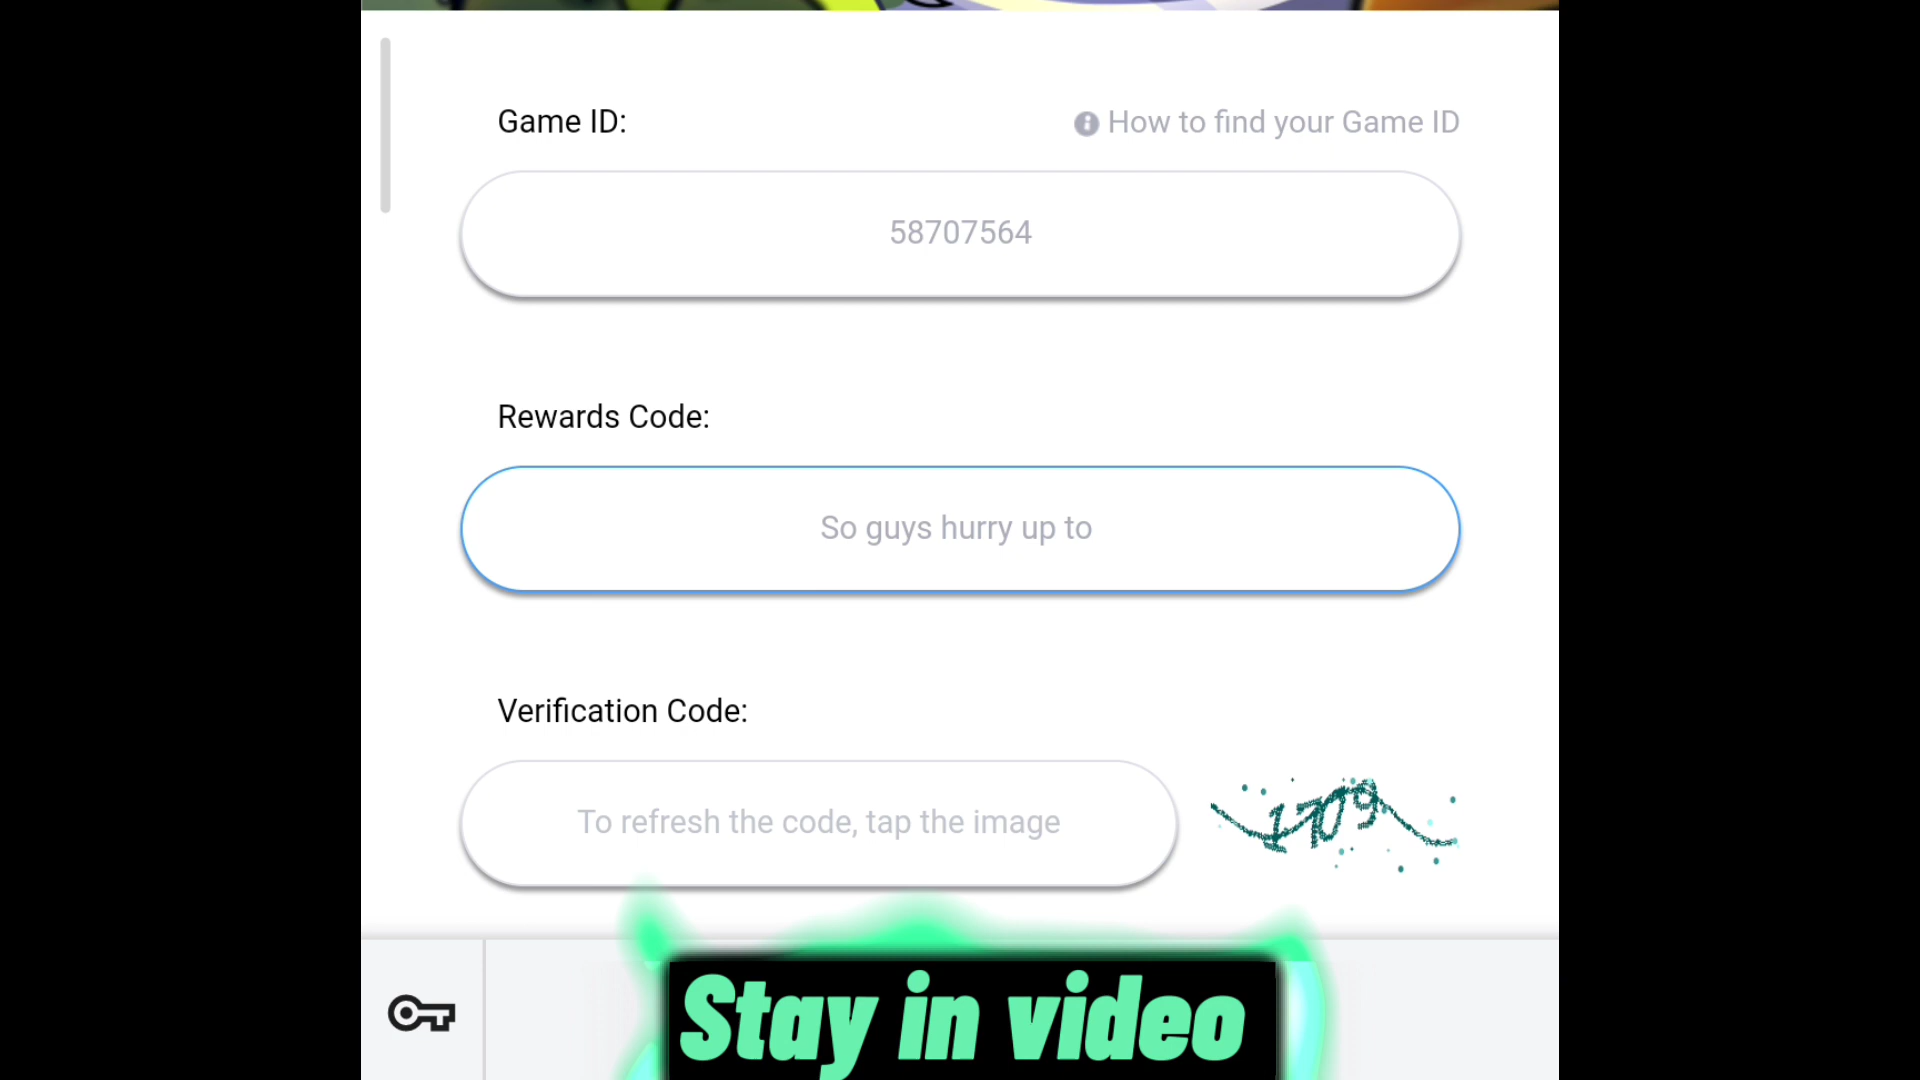 Game ID:
How to find your Game ID
58707564
Rewards Code:
So guys hurry up to
Verification Code:
To refresh the code, tap the image
1709
Stay in video